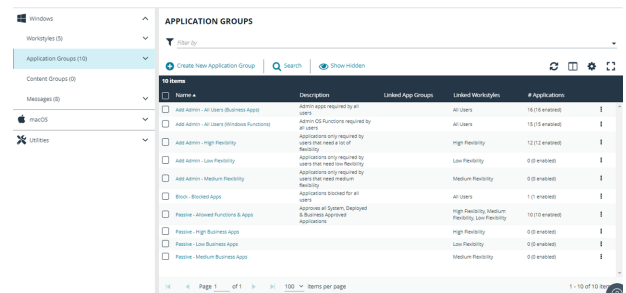 Windows
Workstyles (5)
Application Groups (10)
Content Groups (0)
Messages (8)
macOS
Utilities
APPLICATION GROUPS
Filter by
Create New Application Group
Search
Show Hidden
10 items
Name Description Linked App Groups Linked Workstyles # Applications
Add Admin - All Users (Business Apps) Admin apps required by all users All Users 16 (16 enabled)
Add Admin - All Users (Windows Functions) Admin OS Functions required by all users All Users 15 (15 enabled)
Add Admin - High Flexibility Applications only required by users that need a lot of flexibility High Flexibility 12 (12 enabled)
Add Admin - Low Flexibility Applications only required by users that need low flexibility Low Flexibility 0 (0 enabled)
Add Admin - Medium Flexibility Applications only required by users that need medium flexibility Medium Flexibility 0 (0 enabled)
Block - Blocked Apps Applications blocked for all users All Users 1 (1 enabled)
Passive - Allowed Functions & Apps Approves all System, Deployed & Business Approved Applications High Flexibility, Medium Flexibility, Low Flexibility 10 (10 enabled)
Passive - High Business Apps High Flexibility 0 (0 enabled)
Passive - Low Business Apps Low Flexibility 0 (0 enabled)
Passive - Medium Business Apps Medium Flexibility 0 (0 enabled)
Page 1 of 1 100 items per page 1 - 10 of 10 items